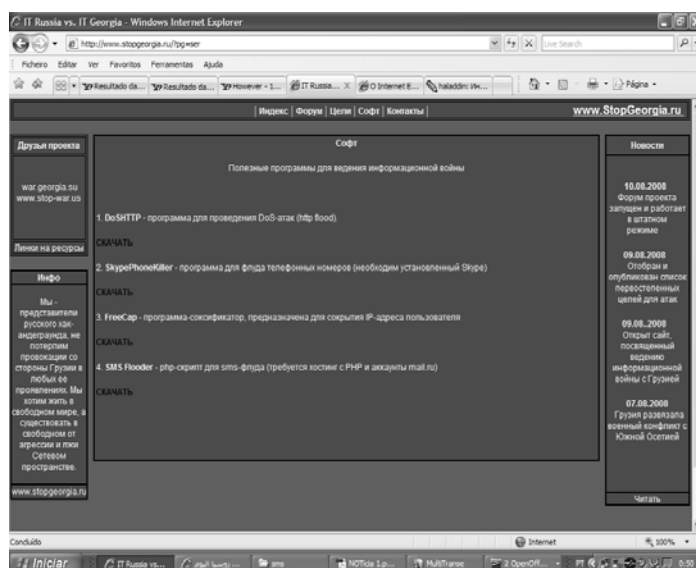 IT Russia vs. IT Georgia - Windows Internet Explorer
http://www.stopgeorgia.ru/?pg=ser
Live Search
Ficheiro Editar Ver Favoritos Ferramentas Ajuda
Resultado da... Resultado da... However - 1... IT Russia... X O Internet E... haladdin: Ин...
Página
| Индекс | Форум | Цели | Софт | Контакты |
www.StopGeorgia.ru
Друзья проекта
war.georgia.su
www.stop-war.us
Линки на ресурсы
Инфо
Мы -
представители
русского хак-
андеграунда, не
потерпим
провокации со
стороны Грузии в
любых ее
проявлениях. Мы
хотим жить в
свободном мире, а
существовать в
свободном от
агрессии и лжи
Сетевом
пространстве.
www.stopgeorgia.ru
Софт
Полезные программы для ведения информационной войны
1. DoSHTTP - программа для проведения DoS-атак (http flood).
СКАЧАТЬ
2. SkypePhoneKiller - программа для флуда телефонных номеров (необходим установленный Skype)
СКАЧАТЬ
3. FreeCap - программа-соксификатор, предназначена для сокрытия IP-адреса пользователя
СКАЧАТЬ
4. SMS Flooder - php-скрипт для sms-флуда (требуется хостинг с PHP и аккаунты mail.ru)
СКАЧАТЬ
Новости
10.08.2008
Форум проекта
запущен и работает
в штатном
режиме
09.08.2008
Отобран и
опубликован список
первостепенных
целей для атак
09.08..2008
Открыт сайт,
посвященный
ведению
информационной
войны с Грузией
07.08.2008
Грузия развязала
военный конфликт с
Южной Осетией
Читать
Concluído
Internet
100%
Iniciar IT Russia vs... sms NOTícia 1.p... MultiTranse 2 OpenOff... PT 0:50